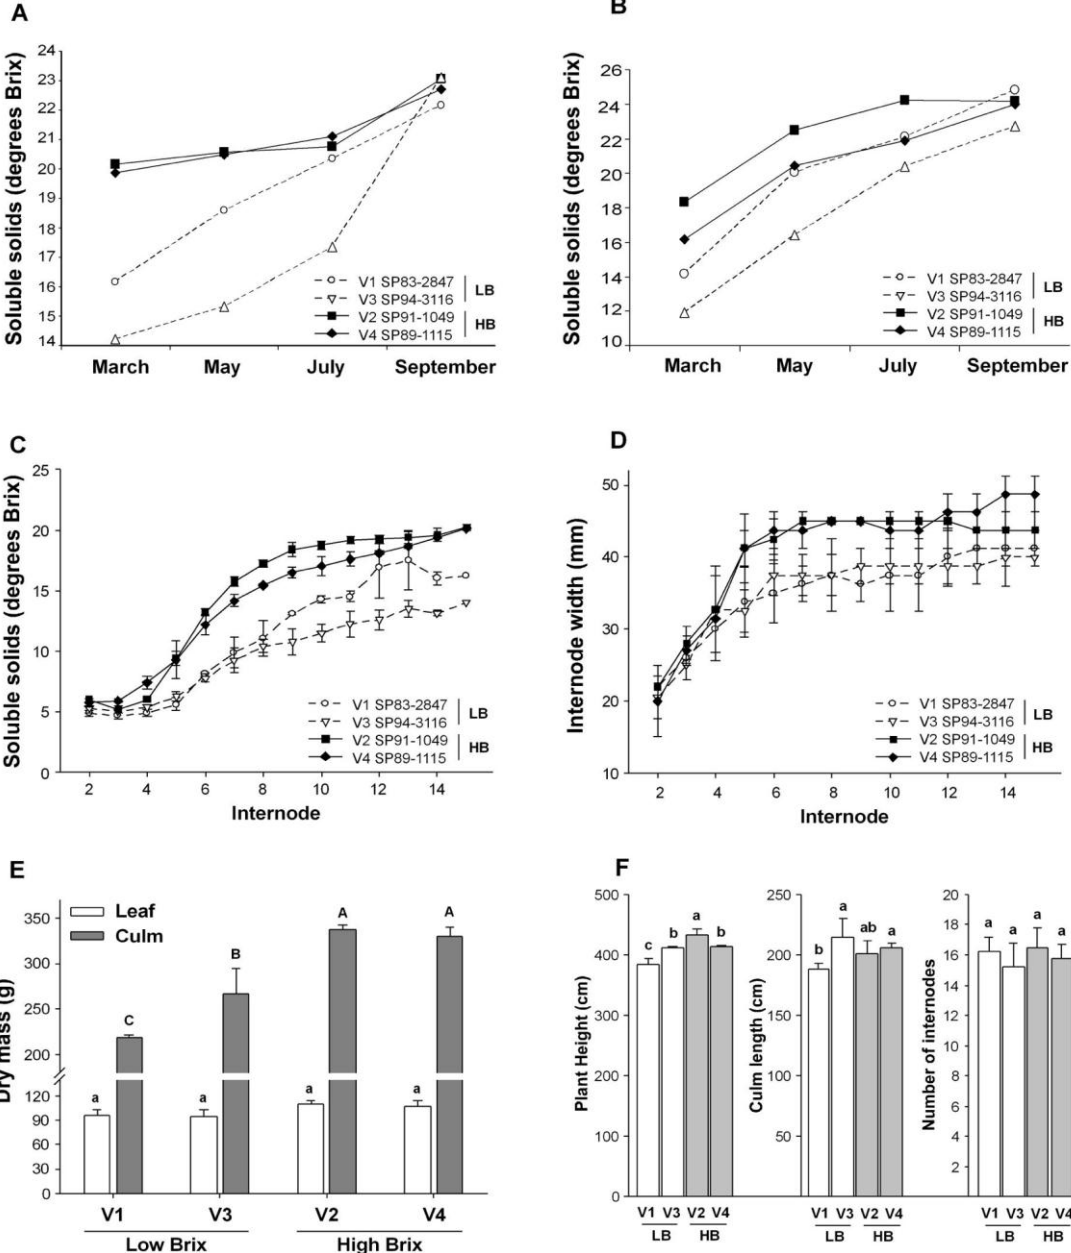 A
Soluble solids (degrees Brix)
24
23
22
21
20
19
18
17
16
15
14
V1 SP83-2847
V3 SP94-3116
LB
V2 SP91-1049
V4 SP89-1115
HB
March May July September
B
Soluble solids (degrees Brix)
26
24
22
20
18
16
14
12
10
V1 SP83-2847
V3 SP94-3116
LB
V2 SP91-1049
V4 SP89-1115
HB
March May July September
C
Soluble solids (degrees Brix)
25
20
15
10
5
0
V1 SP83-2847
V3 SP94-3116
LB
V2 SP91-1049
V4 SP89-1115
HB
2 4 6 8 10 12 14
Internode
D
Internode width (mm)
50
40
30
20
10
V1 SP83-2847
V3 SP94-3116
LB
V2 SP91-1049
V4 SP89-1115
HB
2 4 6 8 10 12 14
Internode
E
Dry mass (g)
Leaf
Culm
350
300
250
200
120
90
60
30
0
a C a B a A a A
V1 V3 V2 V4
Low Brix High Brix
F
Plant Height (cm)
500
400
300
200
100
0
c b a b
V1 V3 V2 V4
LB HB
Culm length (cm)
250
200
150
100
50
b a ab a
V1 V3 V2 V4
LB HB
Number of internodes
20
18
16
14
12
10
8
6
4
2
a a a a
V1 V3 V2 V4
LB HB